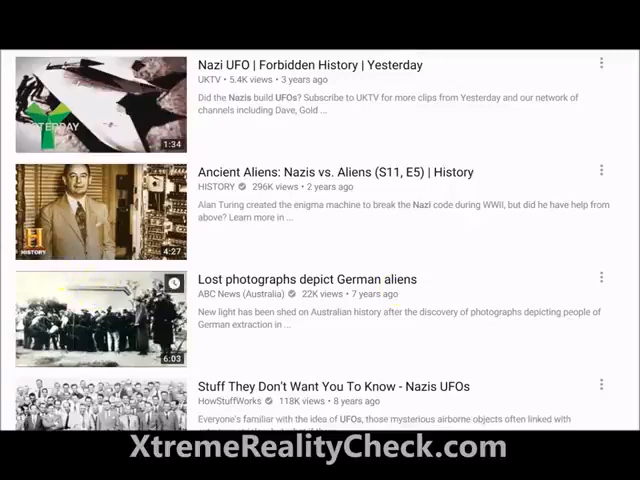 Nazi UFO | Forbidden History | Yesterday
UKTV • 5.4K views • 3 years ago
Did the Nazis build UFOs? Subscribe to UKTV for more clips from Yesterday and our network of
channels including Dave, Gold ...
YESTERDAY
1:34
Ancient Aliens: Nazis vs. Aliens (S11, E5) | History
HISTORY 296K views • 2 years ago
Alan Turing created the enigma machine to break the Nazi code during WWII, but did he have help from
above? Learn more in ...
H
HISTORY
4:27
Lost photographs depict German aliens
ABC News (Australia) 22K views • 7 years ago
New light has been shed on Australian history after the discovery of photographs depicting people of
German extraction in ...
6:03
Stuff They Don't Want You To Know - Nazis UFOs
HowStuffWorks 118K views • 8 years ago
Everyone's familiar with the idea of UFOs, those mysterious airborne objects often linked with
XtremeRealityCheck.com